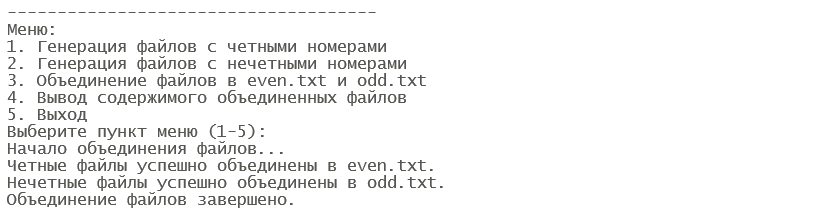 -------------------------------------
Меню:
1. Генерация файлов с четными номерами
2. Генерация файлов с нечетными номерами
3. Объединение файлов в even.txt и odd.txt
4. Вывод содержимого объединенных файлов
5. Выход
Выберите пункт меню (1-5):
Начало объединения файлов...
Четные файлы успешно объединены в even.txt.
Нечетные файлы успешно объединены в odd.txt.
Объединение файлов завершено.